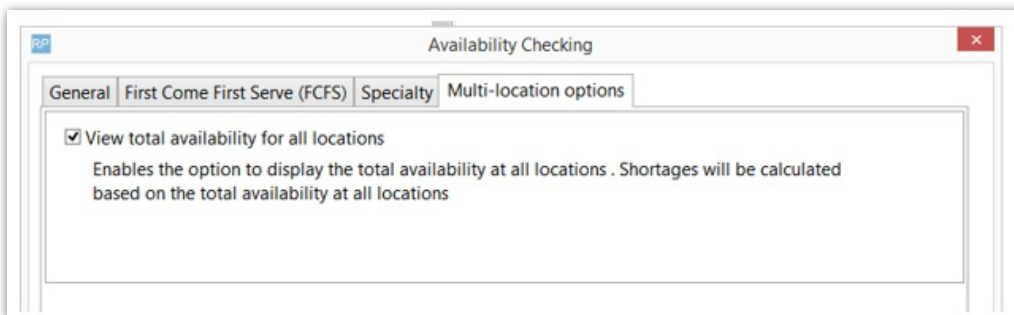 RP
Availability Checking
General First Come First Serve (FCFS) Specialty Multi-location options
View total availability for all locations
Enables the option to display the total availability at all locations . Shortages will be calculated
based on the total availability at all locations